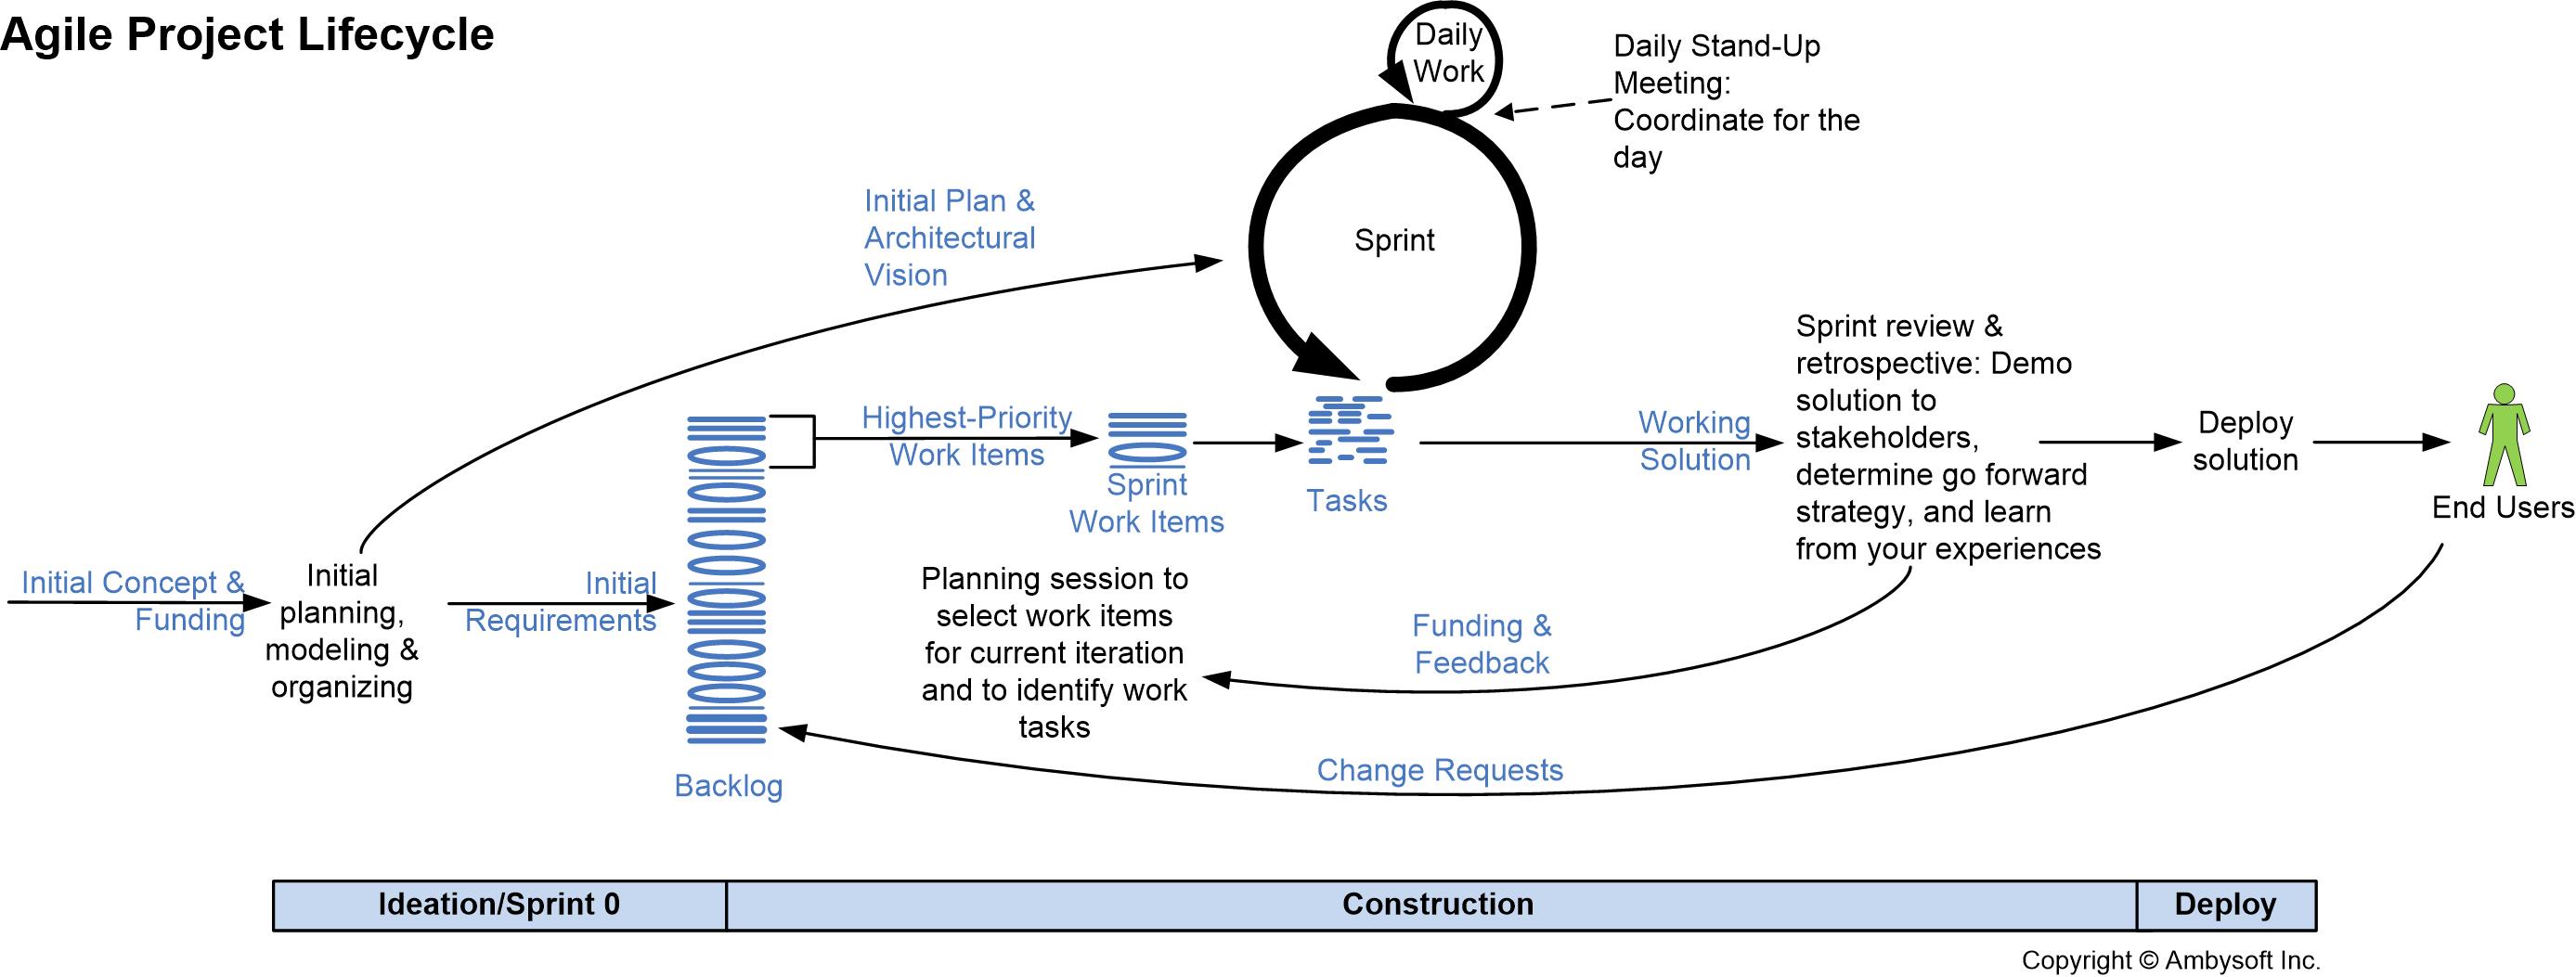 Agile Project Lifecycle
Daily
Work
Daily Stand-Up
Meeting:
Coordinate for the
day
Initial Plan &
Architectural
Vision
Sprint
Sprint review &
retrospective: Demo
solution to
stakeholders,
determine go forward
strategy, and learn
from your experiences
Highest-Priority
Work Items
Sprint
Work Items
Tasks
Working
Solution
Deploy
solution
End Users
Initial Concept &
Funding
Initial
planning,
modeling &
organizing
Initial
Requirements
Backlog
Planning session to
select work items
for current iteration
and to identify work
tasks
Funding &
Feedback
Change Requests
Ideation/Sprint 0
Construction
Deploy
Copyright © Ambysoft Inc.